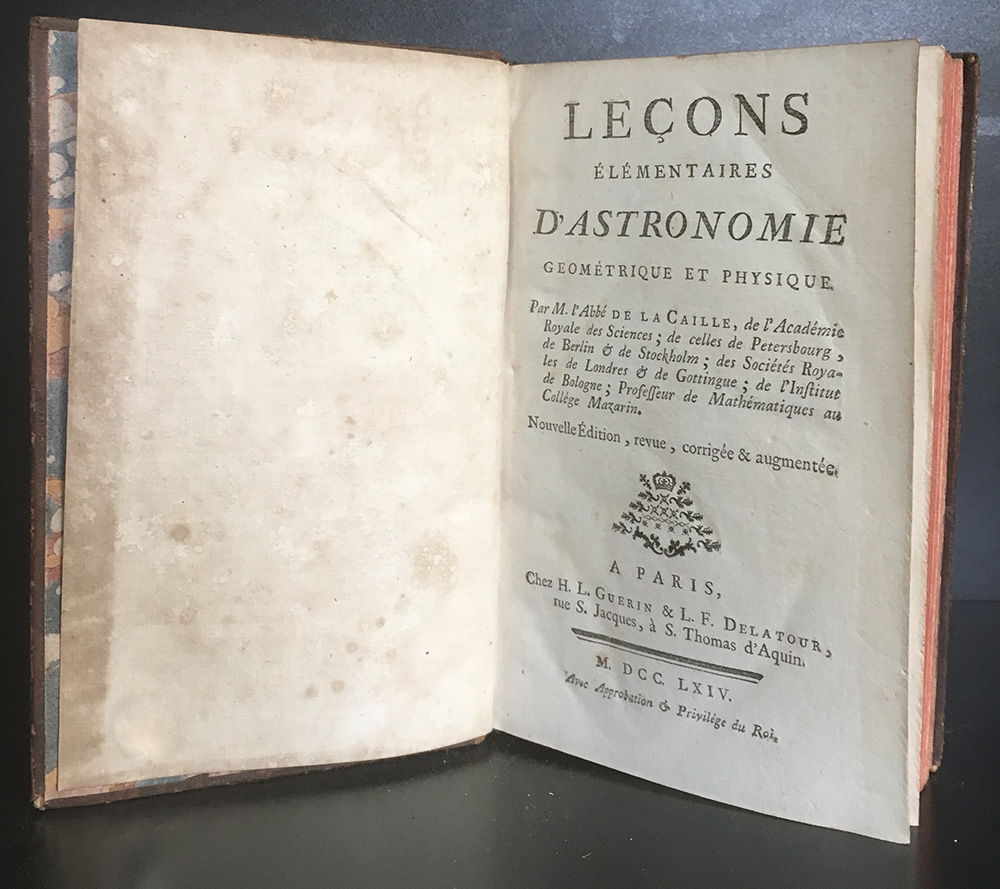 LEÇONS
ÉLÉMENTAIRES
D'ASTRONOMIE
GEOMÉTRIQUE ET PHYSIQUE.
Par M. l'Abbé DE LA CAILLE, de l'Académie
Royale des Sciences ; de celles de Petersbourg ,
de Berlin & de Stockholm ; des Sociétés Roya-
les de Londres & de Gottingue ; de l'Inſtitut
de Bologne ; Profeſſeur de Mathématiques au
Collége Mazarin.
Nouvelle Édition , revue , corrigée & augmentée.
A PARIS,
Chez H. L. GUERIN & L. F. DELATOUR,
rue S. Jacques, à S. Thomas d'Aquin.
M. DCC. LXIV.
Avec Approbation & Privilége du Roi.